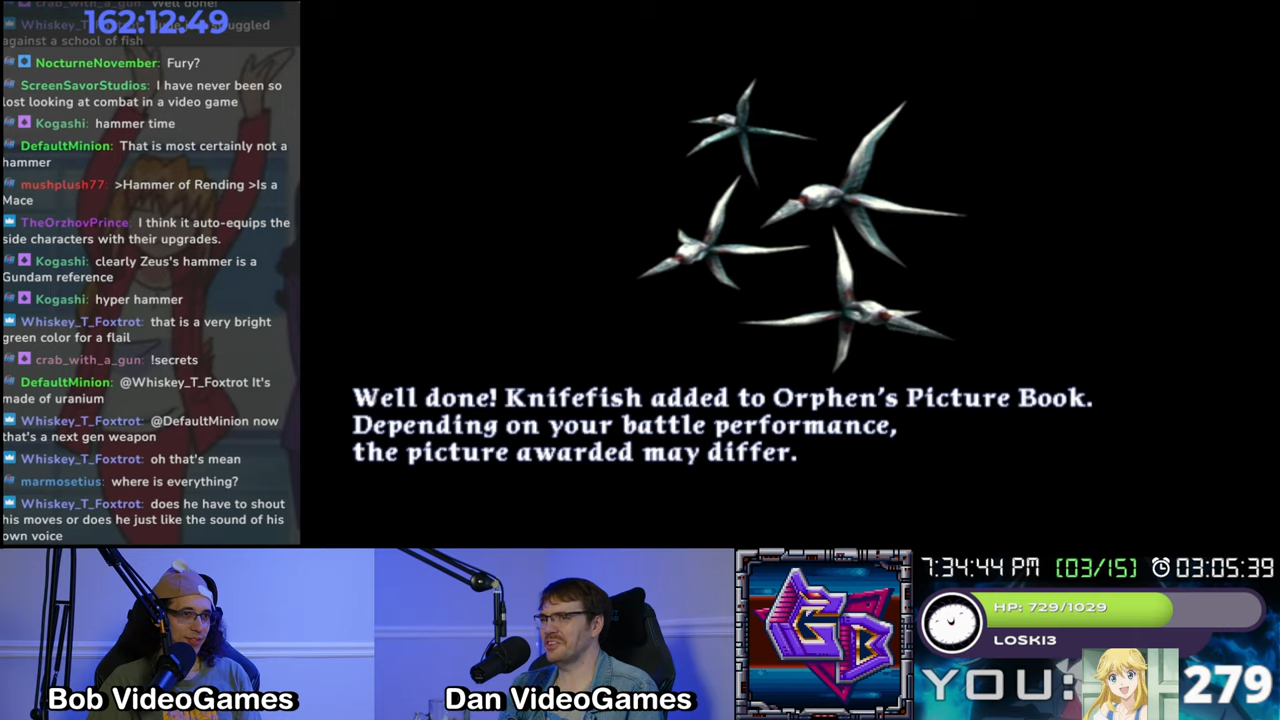 crab_with_a_gun: Well done!
162:12:49
Whiskey_T_Foxtrot: struggled
against a school of fish
NocturneNovember: Fury?
ScreenSavorStudios: I have never been so
lost looking at combat in a video game
Kogashi: hammer time
DefaultMinion: That is most certainly not a
hammer
mushplush77: >Hammer of Rending >Is a
Mace
TheOrzhovPrince: I think it auto-equips the
side characters with their upgrades.
Kogashi: clearly Zeus's hammer is a
Gundam reference
Kogashi: hyper hammer
Whiskey_T_Foxtrot: that is a very bright
green color for a flail
crab_with_a_gun: !secrets
DefaultMinion: @Whiskey_T_Foxtrot It's
made of uranium
Whiskey_T_Foxtrot: @DefaultMinion now
that's a next gen weapon
Whiskey_T_Foxtrot: oh that's mean
marmosetius: where is everything?
Whiskey_T_Foxtrot: does he have to shout
his moves or does he just like the sound of his
own voice
Well done! Knifefish added to Orphen's Picture Book.
Depending on your battle performance,
the picture awarded may differ.
Bob VideoGames
Dan VideoGames
GB
7:34:44 PM [03/15] 03:05:39
HP: 729/1029
LOSKI3
YOU: 279